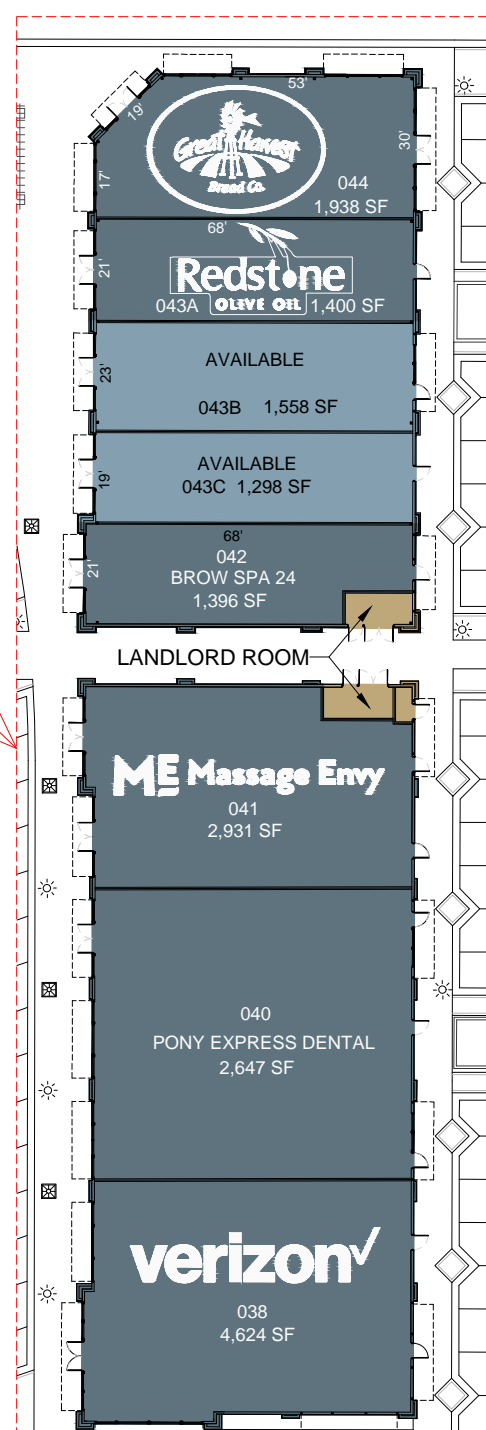 53'
19'
Great Harvest
Bread Co.
30'
17'
044
1,938 SF
68'
Redstone
OLIVE OIL
21'
043A
1,400 SF
AVAILABLE
23'
043B 1,558 SF
AVAILABLE
19'
043C 1,298 SF
68'
042
21'
BROW SPA 24
1,396 SF
LANDLORD ROOM
ME Massage Envy
041
2,931 SF
040
PONY EXPRESS DENTAL
2,647 SF
verizon
038
4,624 SF